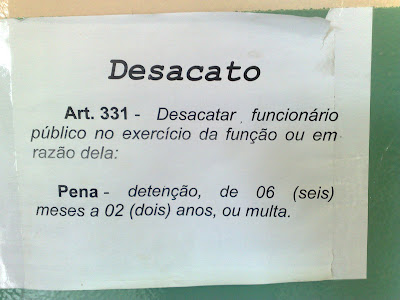 Desacato
Art. 331 - Desacatar funcionário
público no exercício da função ou em
razão dela:
Pena - detenção, de 06 (seis)
meses a 02 (dois) anos, ou multa.